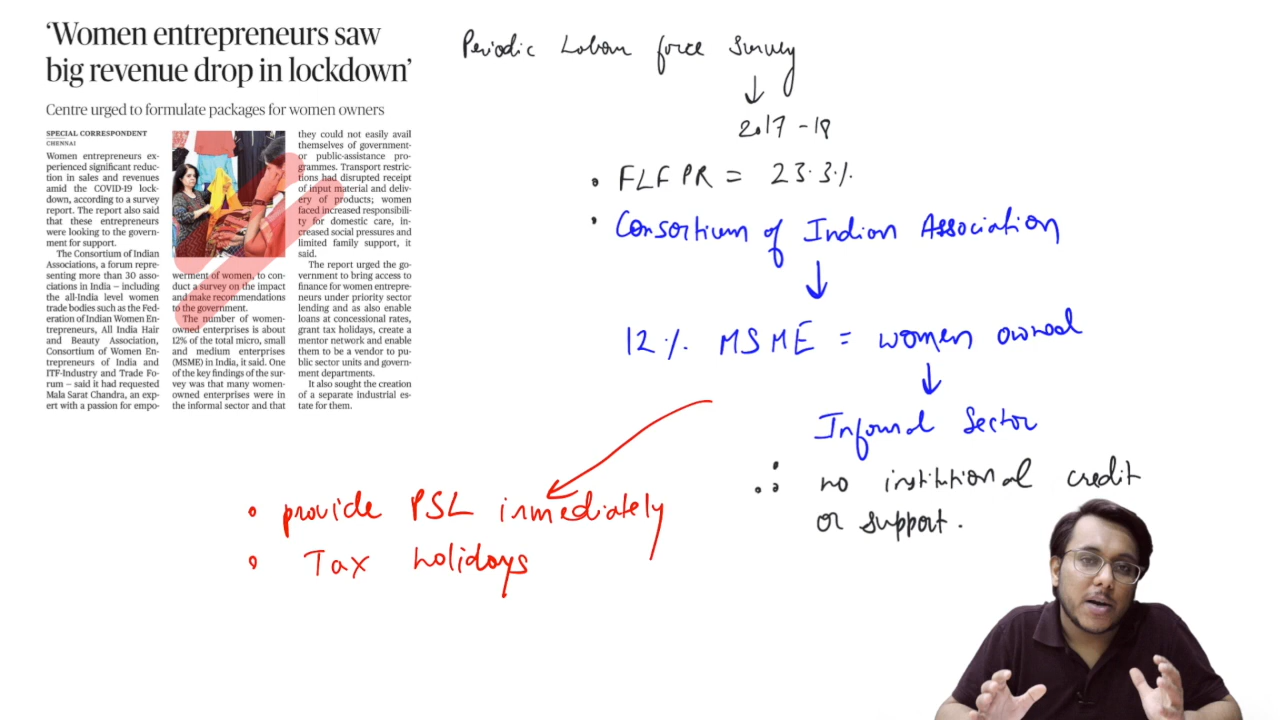 ‘Women entrepreneurs saw
big revenue drop in lockdown’
Centre urged to formulate packages for women owners
SPECIAL CORRESPONDENT
CHENNAI
Women entrepreneurs ex-
perienced significant reduc-
tion in sales and revenues
amid the COVID-19 lock-
down, according to a survey
report. The report also said
that these entrepreneurs
were looking to the govern-
ment for support.
The Consortium of Indian
Associations, a forum repre-
senting more than 30 asso-
ciations in India – including
the all-India level women
trade bodies such as the Fed-
eration of Indian Women En-
trepreneurs, All India Hair
and Beauty Association,
Consortium of Women En-
trepreneurs of India and
ITF-Industry and Trade Fo-
rum – said it had requested
Mala Sarat Chandra, an exp-
ert with a passion for empo-
werment of women, to con-
duct a survey on the impact
and make recommendations
to the government.
The number of women-
owned enterprises is about
12% of the total micro, small
and medium enterprises
(MSME) in India, it said. One
of the key findings of the sur-
vey was that many women-
owned enterprises were in
the informal sector and that
they could not easily avail
themselves of government-
or public-assistance pro-
grammes. Transport restric-
tions had disrupted receipt
of input material and deliv-
ery of products; women
faced increased responsibili-
ty for domestic care, in-
creased social pressures and
limited family support, it
said.
The report urged the go-
vernment to bring access to
finance for women entrepre-
neurs under priority sector
lending and as also enable
loans at concessional rates,
grant tax holidays, create a
mentor network and enable
them to be a vendor to pu-
blic sector units and govern-
ment departments.
It also sought the creation
of a separate industrial es-
tate for them.
Periodic Labour force Survey
2017-18
• FLFPR = 23.3%
• Consortium of Indian Association
12% MSME = women owned
Informal Sector
∴ no institutional credit
or support.
• provide PSL immediately
• Tax holidays